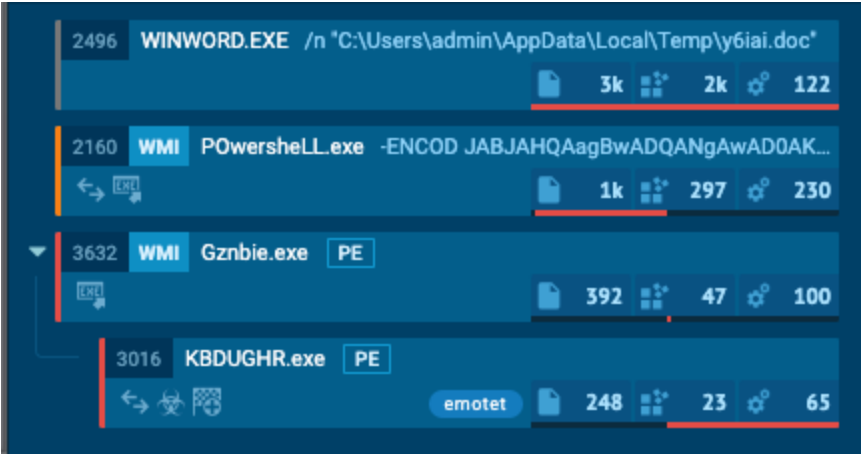 2496 WINWORD.EXE /n "C:\Users\admin\AppData\Local\Temp\y6iai.doc"
3k 2k 122
2160 WMI POwersheLL.exe -ENCOD JABJAHQAagBwADQANgAwAD0AK...
EXE
1k 297 230
3632 WMI Gznbie.exe PE
EXE
392 47 100
3016 KBDUGHR.exe PE
emotet 248 23 65